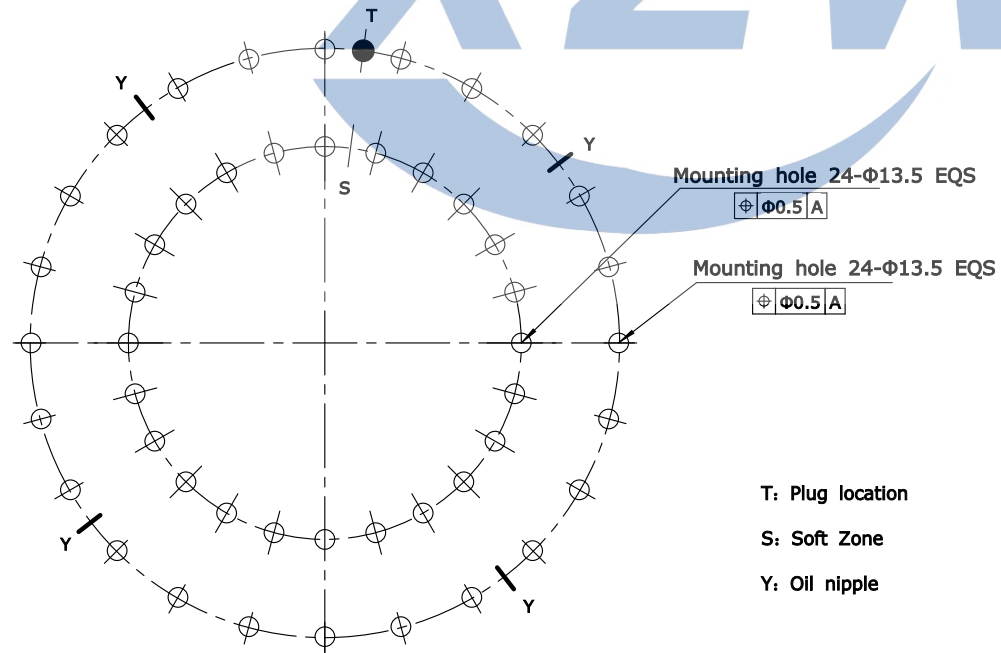 XZW
T
Y
Y
S
Mounting hole 24-Φ13.5 EQS
⌖ Φ0.5 A
Mounting hole 24-Φ13.5 EQS
⌖ Φ0.5 A
T: Plug location
S: Soft Zone
Y: Oil nipple
Y
Y